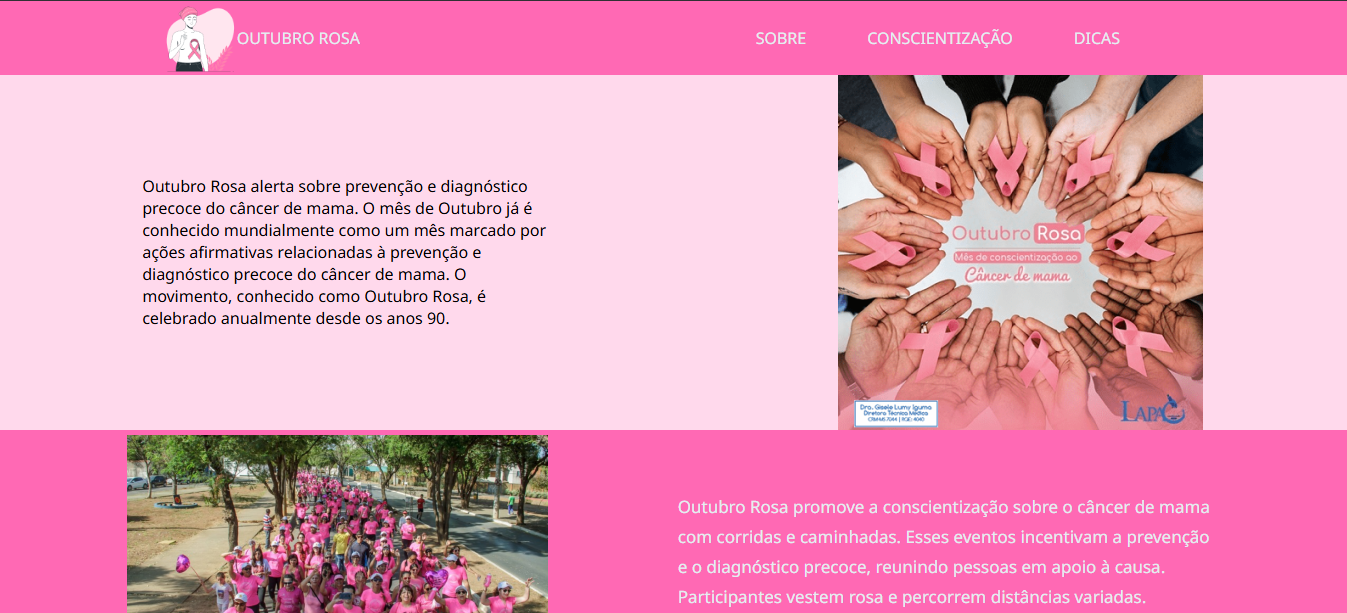 OUTUBRO ROSA
SOBRE
CONSCIENTIZAÇÃO
DICAS
Outubro Rosa alerta sobre prevenção e diagnóstico
precoce do câncer de mama. O mês de Outubro já é
conhecido mundialmente como um mês marcado por
ações afirmativas relacionadas à prevenção e
diagnóstico precoce do câncer de mama. O
movimento, conhecido como Outubro Rosa, é
celebrado anualmente desde os anos 90.
Outubro Rosa
Mês de conscientização ao
Câncer de mama
Dra. Gisele Lumy Iguma
Diretora Técnica Médica
LAPAC
Outubro Rosa promove a conscientização sobre o câncer de mama
com corridas e caminhadas. Esses eventos incentivam a prevenção
e o diagnóstico precoce, reunindo pessoas em apoio à causa.
Participantes vestem rosa e percorrem distâncias variadas.